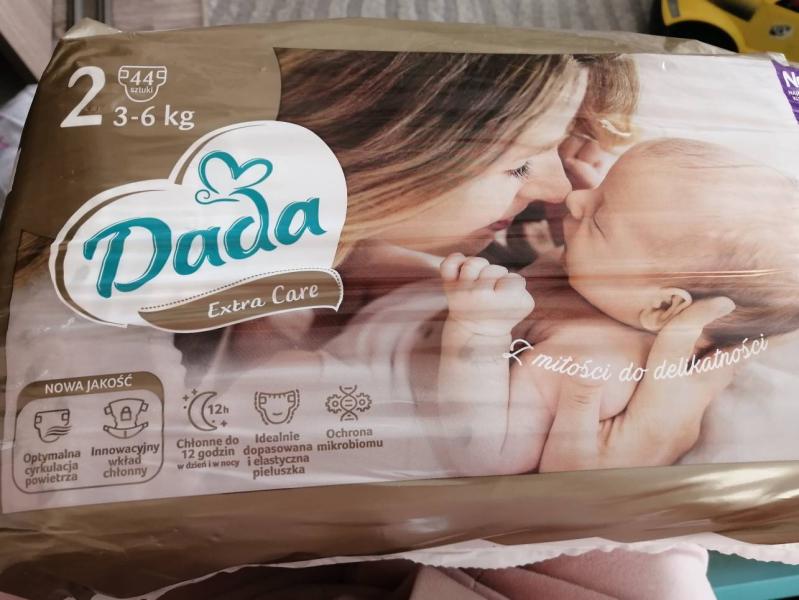 2
44
sztuki
3-6 kg
Dada
Extra Care
Z miłości do delikatności
NOWA JAKOŚĆ
Optymalna
cyrkulacja
powietrza
Innowacyjny
wkład
chłonny
12h
Chłonne do
12 godzin
w dzień i w nocy
Idealnie
dopasowana
i elastyczna
pieluszka
Ochrona
mikrobiomu